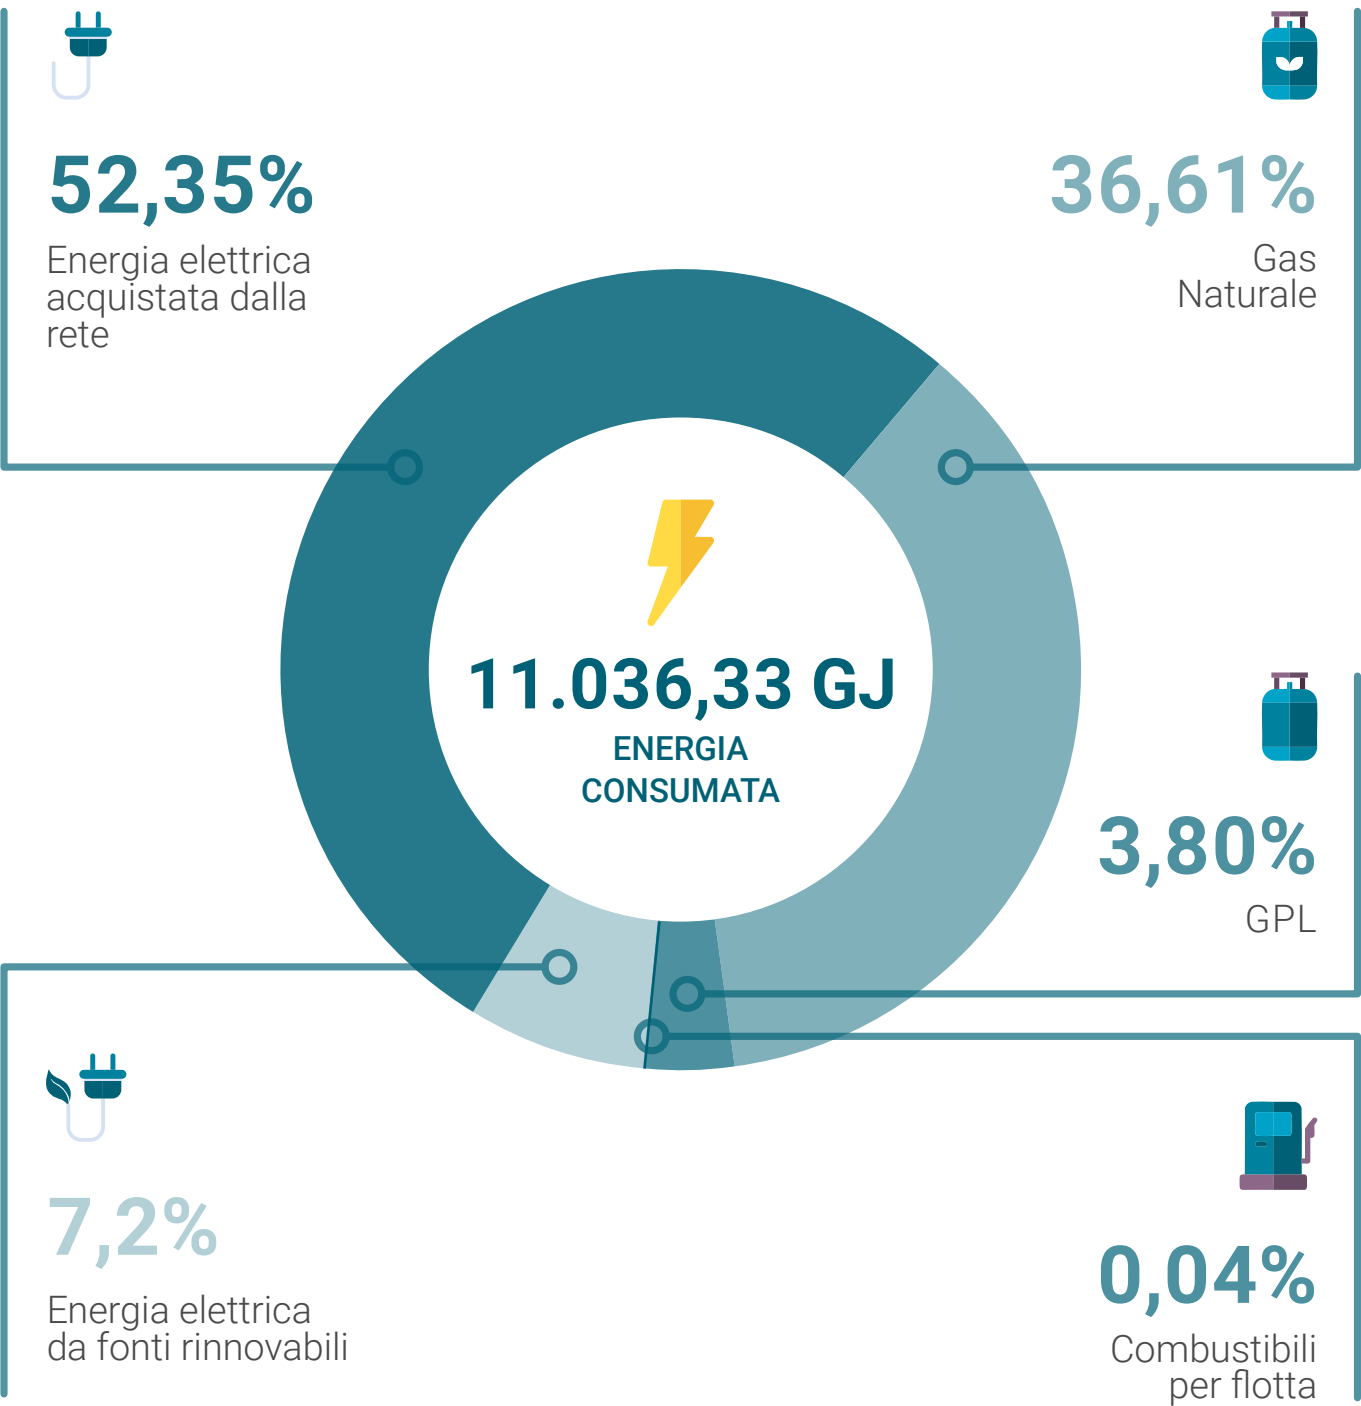 52,35%
Energia elettrica
acquistata dalla
rete
36,61%
Gas
Naturale
11.036,33 GJ
ENERGIA
CONSUMATA
3,80%
GPL
7,2%
Energia elettrica
da fonti rinnovabili
0,04%
Combustibili
per flotta